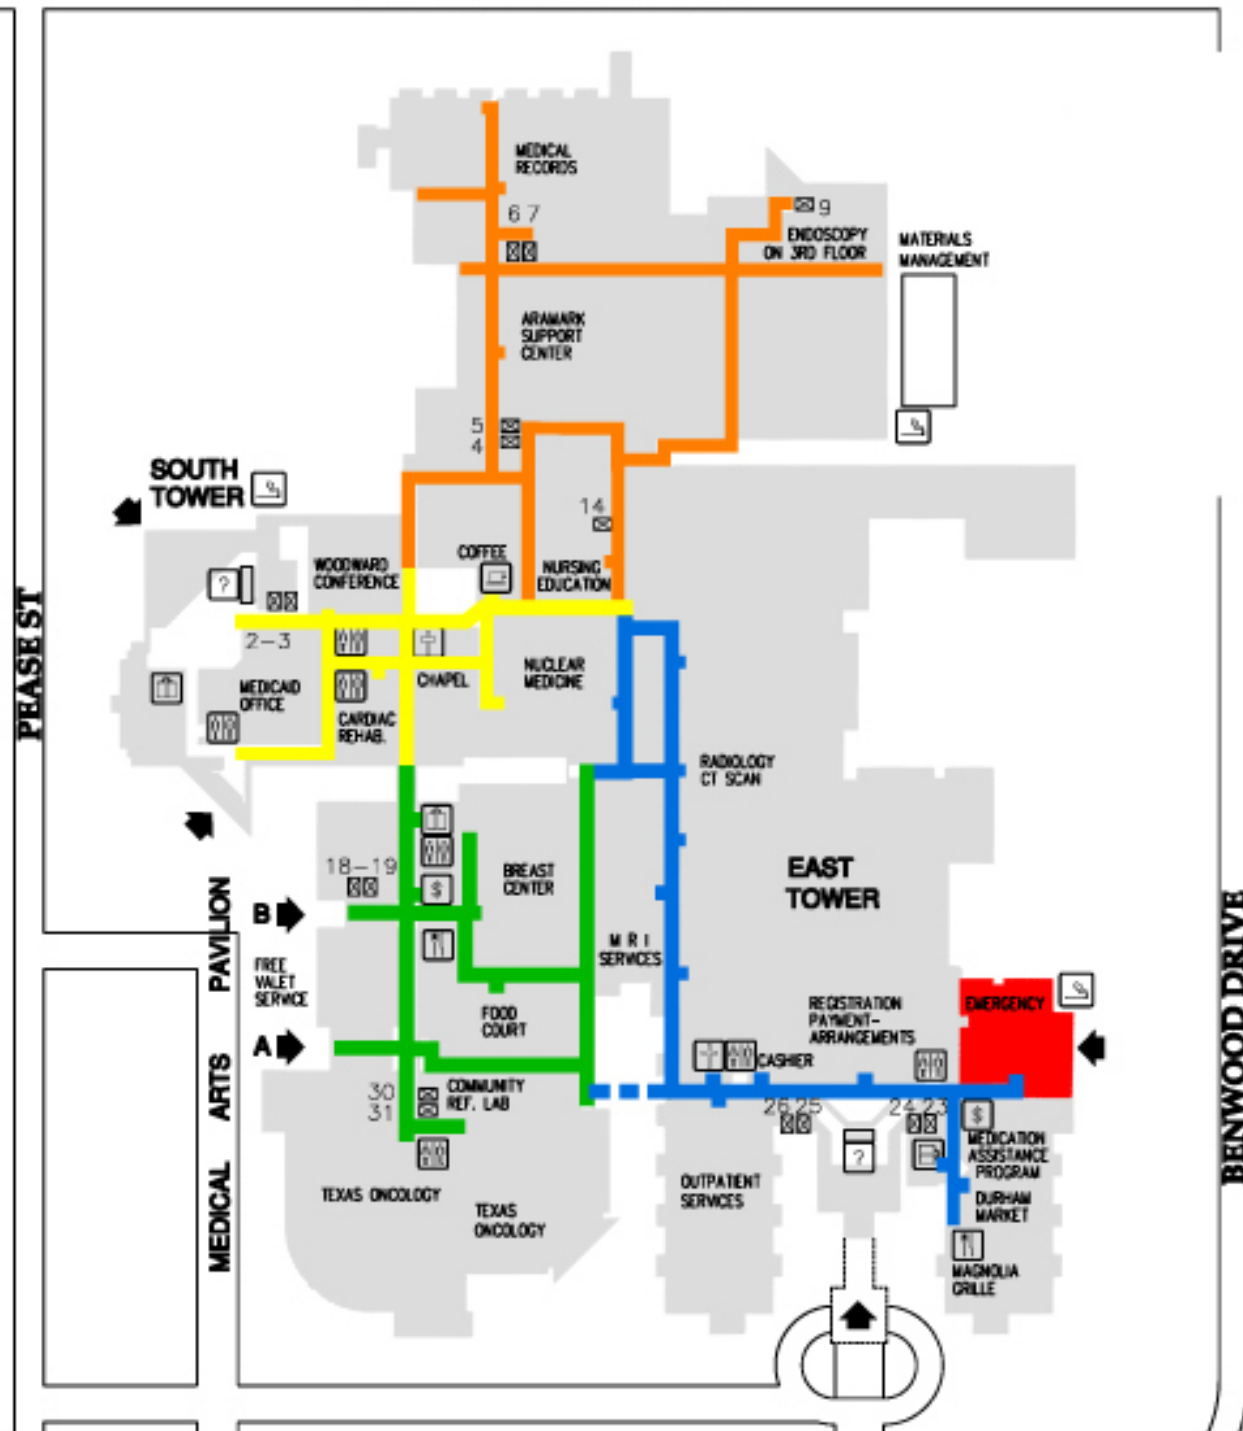 MEDICAL
RECORDS
6 7
9
ENDOSCOPY
ON 3RD FLOOR
MATERIALS
MANAGEMENT
ARAMARK
SUPPORT
CENTER
5
4
SOUTH
TOWER
14
COFFEE
WOODWARD
CONFERENCE
NURSING
EDUCATION
?
2-3
PEASE ST
MEDICAID
OFFICE
CHAPEL
NUCLEAR
MEDICINE
CARDIAC
REHAB.
RADIOLOGY
CT SCAN
18-19
BREAST
CENTER
$
EAST
TOWER
B
MRI
SERVICES
FREE
VALET
SERVICE
MEDICAL ARTS PAVILION
BENWOOD DRIVE
FOOD
COURT
REGISTRATION
PAYMENT-
ARRANGEMENTS
EMERGENCY
A
CASHIER
30
31
COMMUNITY
REF. LAB
26 25
24 23
$
?
MEDICATION
ASSISTANCE
PROGRAM
TEXAS ONCOLOGY
TEXAS
ONCOLOGY
OUTPATIENT
SERVICES
DURHAM
MARKET
MAGNOLIA
GRILLE